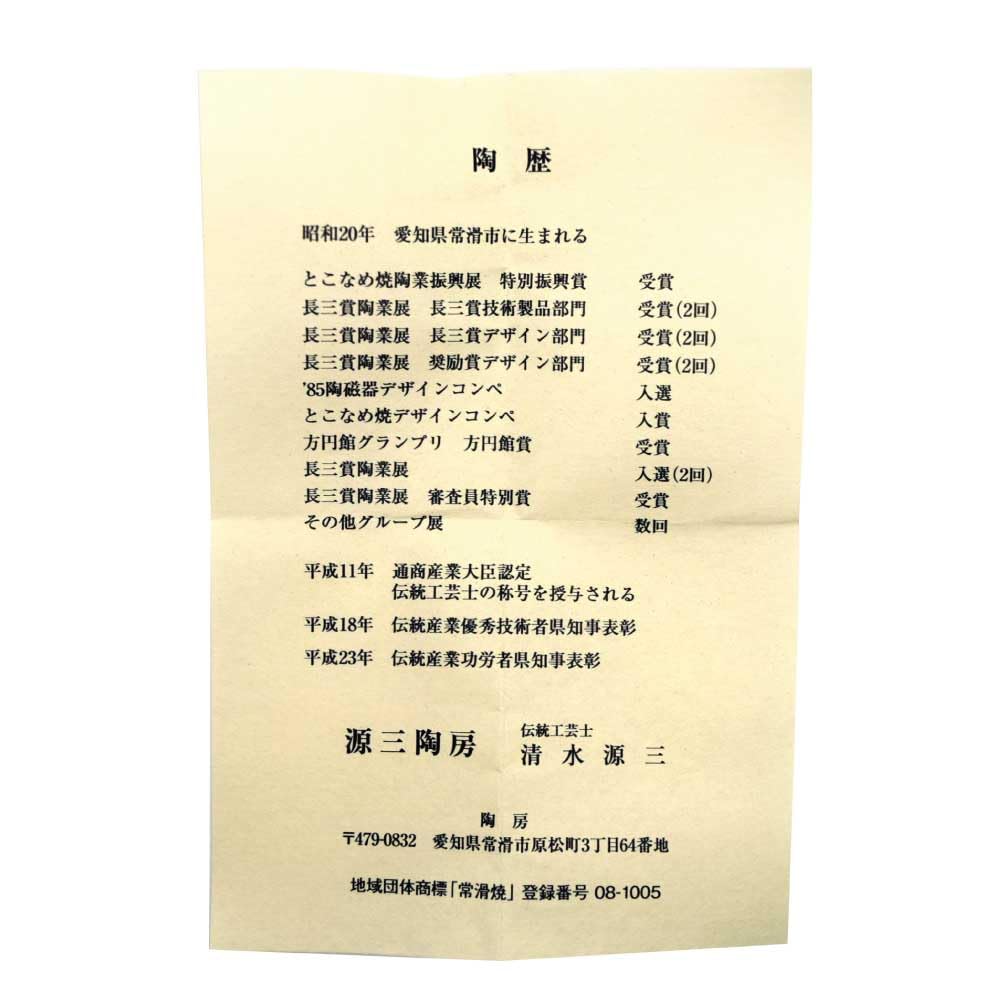 陶 歴
昭和20年 愛知県常滑市に生まれる
とこなめ焼陶業振興展 特別振興賞 受賞
長三賞陶業展 長三賞技術製品部門 受賞(2回)
長三賞陶業展 長三賞デザイン部門 受賞(2回)
長三賞陶業展 奨励賞デザイン部門 受賞(2回)
'85陶磁器デザインコンペ 入選
とこなめ焼デザインコンペ 入賞
方円館グランプリ 方円館賞 受賞
長三賞陶業展 入選(2回)
長三賞陶業展 審査員特別賞 受賞
その他グループ展 数回
平成11年 通商産業大臣認定
伝統工芸士の称号を授与される
平成18年 伝統産業優秀技術者県知事表彰
平成23年 伝統産業功労者県知事表彰
伝統工芸士
源三陶房 清水源三
陶 房
〒479-0832 愛知県常滑市原松町3丁目64番地
地域団体商標「常滑焼」登録番号 08-1005